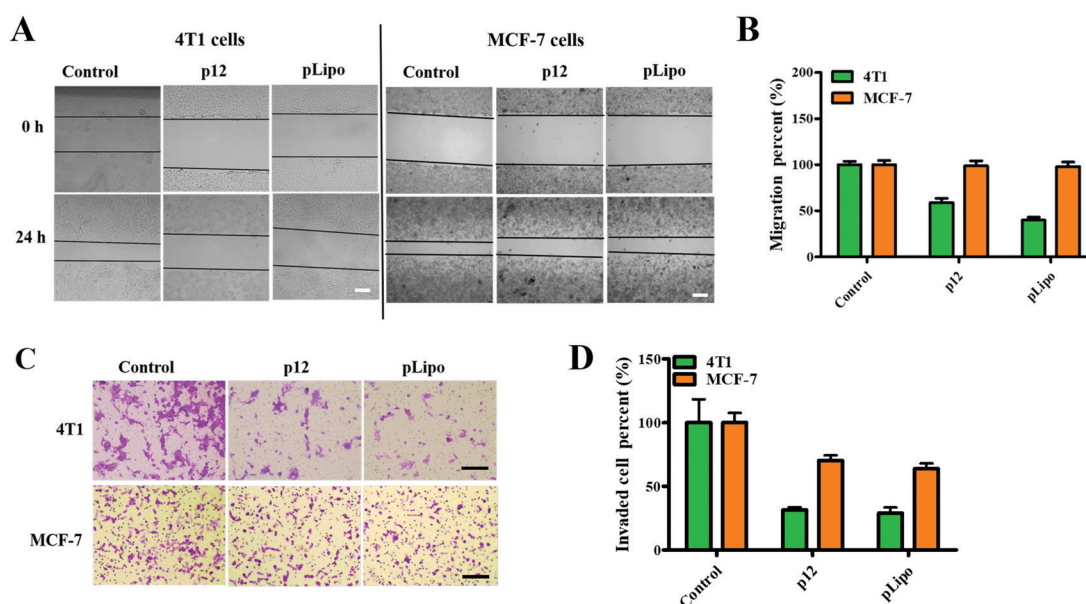 A
4T1 cells
MCF-7 cells
Control
p12
pLipo
Control
p12
pLipo
0 h
24 h
B
Migration percent (%)
200
150
100
50
0
4T1
MCF-7
Control
p12
pLipo
C
Control
p12
pLipo
4T1
MCF-7
D
Invaded cell percent (%)
150
100
50
0
4T1
MCF-7
Control
p12
pLipo